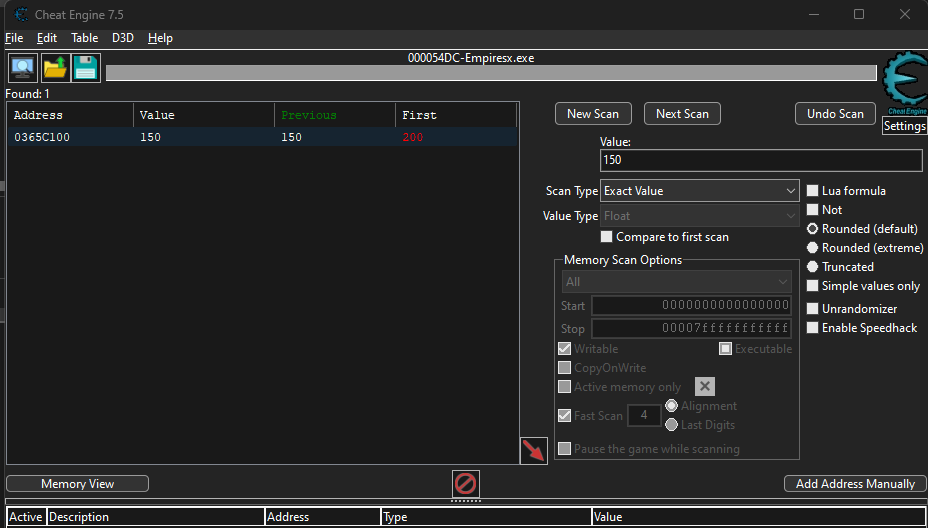 Cheat Engine 7.5
File Edit Table D3D Help
000054DC-Empiresx.exe
Found: 1
Address Value Previous First
0365C100 150 150 200
New Scan Next Scan Undo Scan
Cheat Engine
Settings
Value:
150
Scan Type Exact Value
Value Type Float
Compare to first scan
Lua formula
Not
Rounded (default)
Rounded (extreme)
Truncated
Simple values only
Unrandomizer
Enable Speedhack
Memory Scan Options
All
Start 0000000000000000
Stop 00007fffffffffff
Writable Executable
CopyOnWrite
Active memory only
Fast Scan 4 Alignment
Last Digits
Pause the game while scanning
Memory View Add Address Manually
Active Description Address Type Value